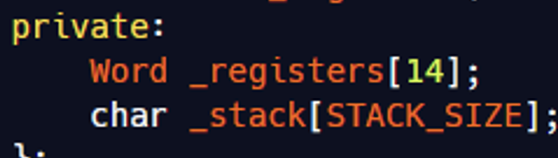 private:
    Word _registers[14];
    char _stack[STACK_SIZE];
};